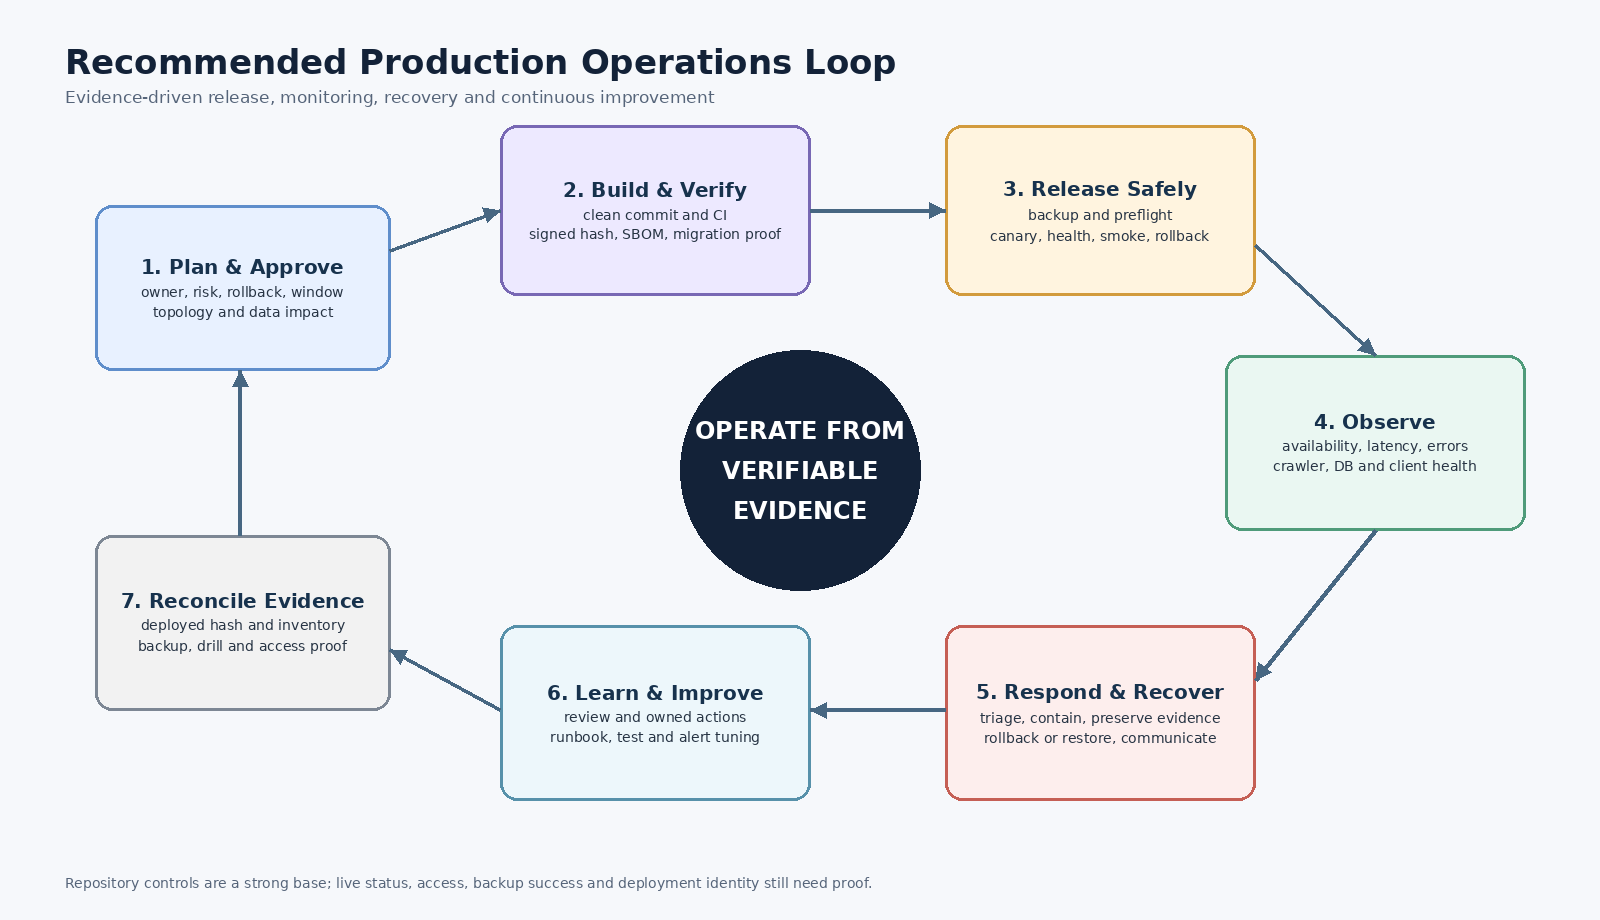 Recommended Production Operations Loop
Evidence-driven release, monitoring, recovery and continuous improvement
1. Plan & Approve
owner, risk, rollback, window
topology and data impact
2. Build & Verify
clean commit and CI
signed hash, SBOM, migration proof
3. Release Safely
backup and preflight
canary, health, smoke, rollback
4. Observe
availability, latency, errors
crawler, DB and client health
OPERATE FROM
VERIFIABLE
EVIDENCE
5. Respond & Recover
triage, contain, preserve evidence
rollback or restore, communicate
6. Learn & Improve
review and owned actions
runbook, test and alert tuning
7. Reconcile Evidence
deployed hash and inventory
backup, drill and access proof
Repository controls are a strong base; live status, access, backup success and deployment identity still need proof.